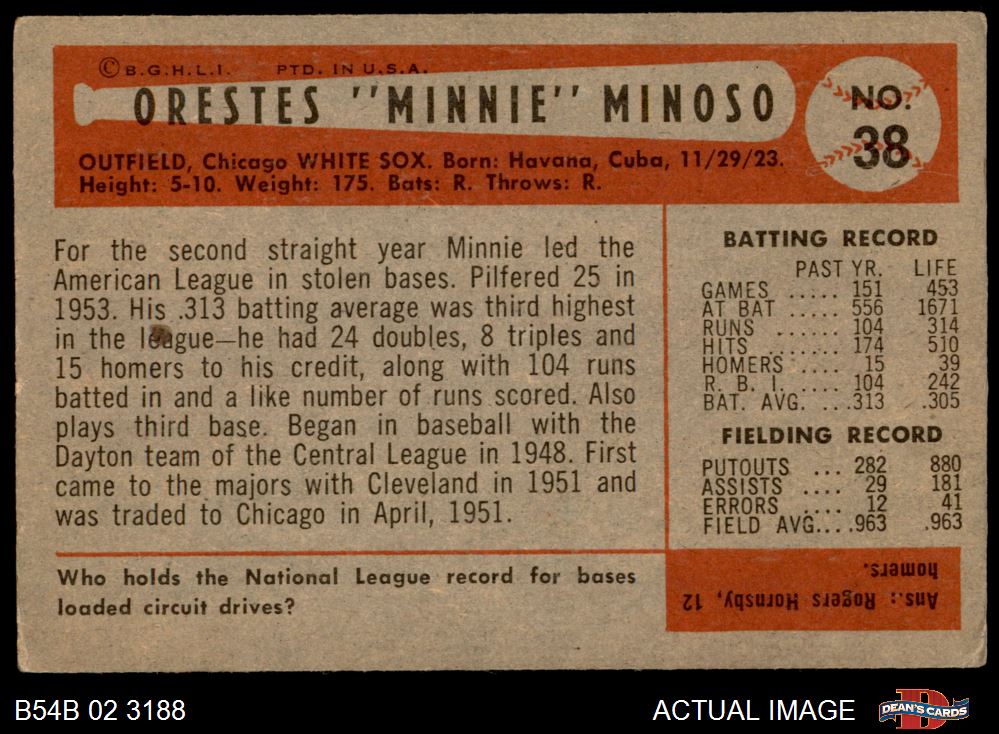 © B.G.H.L.I. PTD. IN U.S.A.
ORESTES "MINNIE" MINOSO
NO.
38
OUTFIELD, Chicago WHITE SOX. Born: Havana, Cuba, 11/29/23.
Height: 5-10. Weight: 175. Bats: R. Throws: R.
For the second straight year Minnie led the
American League in stolen bases. Pilfered 25 in
1953. His .313 batting average was third highest
in the league—he had 24 doubles, 8 triples and
15 homers to his credit, along with 104 runs
batted in and a like number of runs scored. Also
plays third base. Began in baseball with the
Dayton team of the Central League in 1948. First
came to the majors with Cleveland in 1951 and
was traded to Chicago in April, 1951.
BATTING RECORD
PAST YR. LIFE
GAMES ..... 151 453
AT BAT ..... 556 1671
RUNS ...... 104 314
HITS ....... 174 510
HOMERS ..... 15 39
R. B. I. .... 104 242
BAT. AVG. ...313 .305
FIELDING RECORD
PUTOUTS ... 282 880
ASSISTS .... 29 181
ERRORS .... 12 41
FIELD AVG....963 .963
Who holds the National League record for bases
loaded circuit drives?
Ans.: Rogers Hornsby, 12
homers.
B54B 02 3188
ACTUAL IMAGE
DEAN'S CARDS